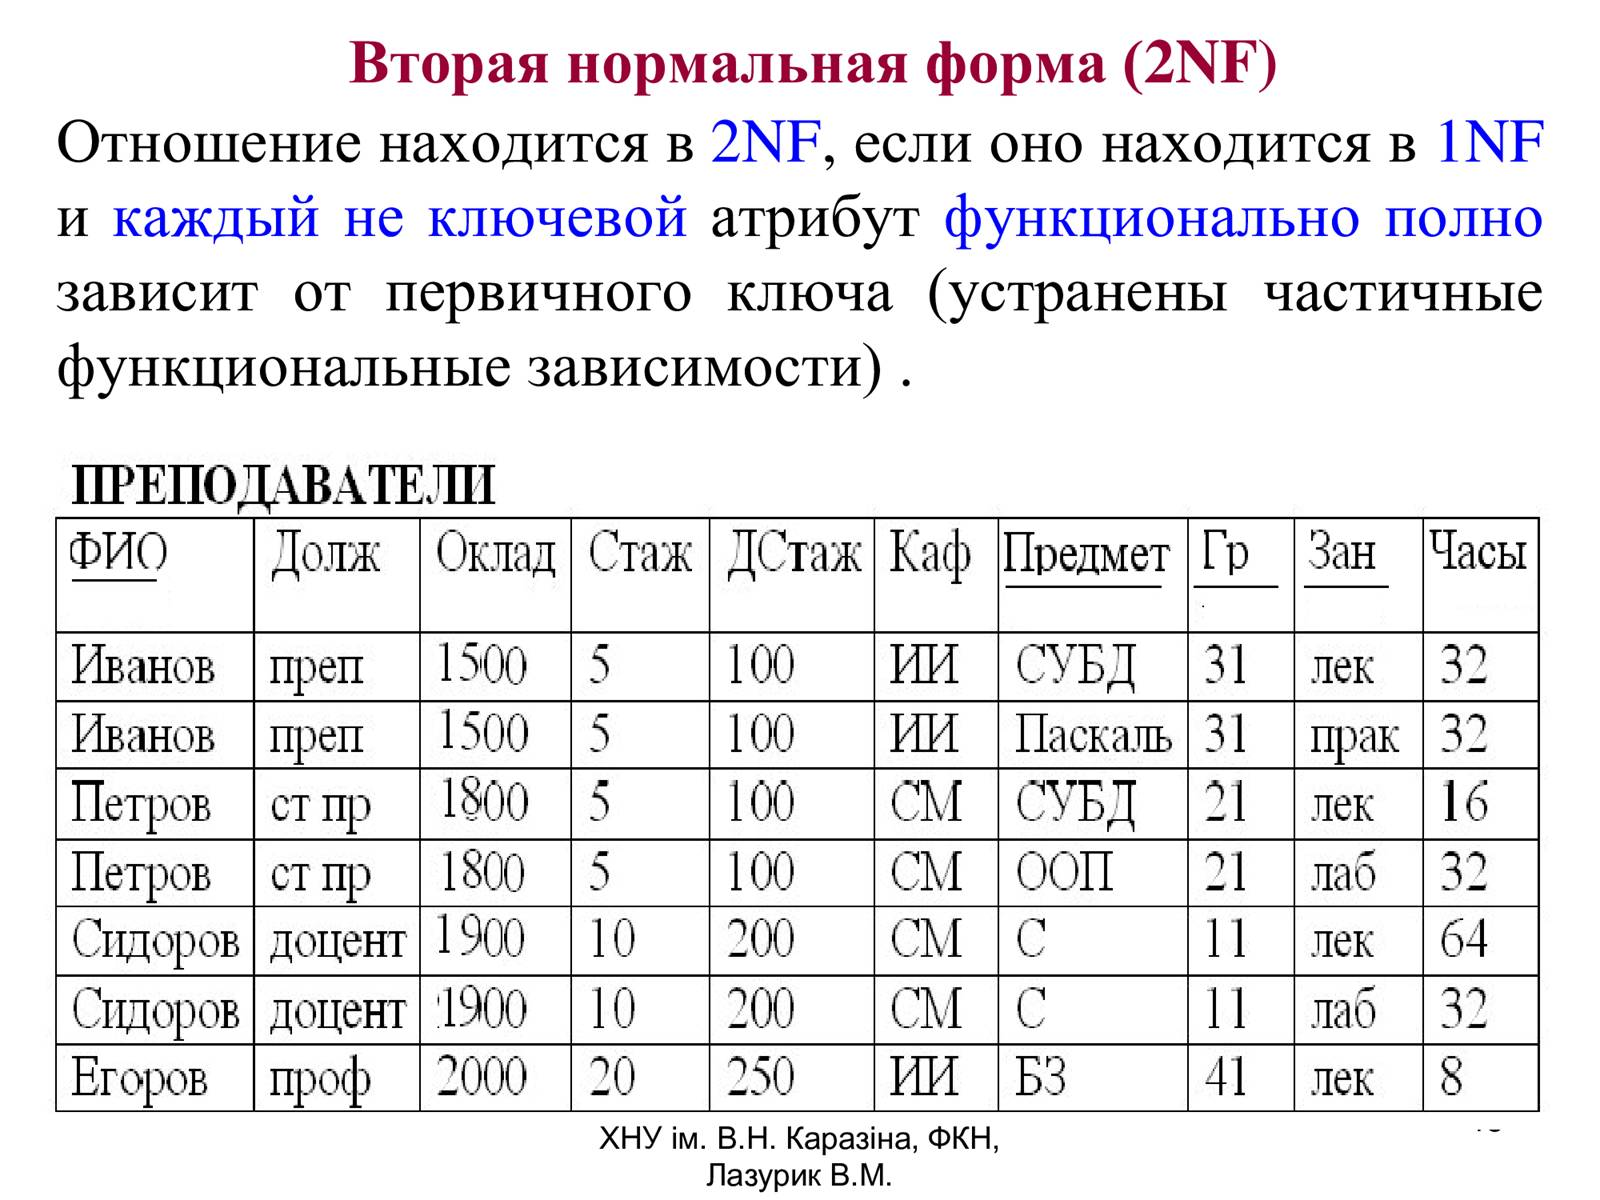 Вторая нормальная форма (2NF)
Отношение находится в 2NF, если оно находится в 1NF
и каждый не ключевой атрибут функционально полно
зависит от первичного ключа (устранены частичные
функциональные зависимости) .
ПРЕПОДАВАТЕЛИ
ФИО Долж Оклад Стаж ДСтаж Каф Предмет Гр Зан Часы
Иванов преп 1500 5 100 ИИ СУБД 31 лек 32
Иванов преп 1500 5 100 ИИ Паскаль 31 прак 32
Петров ст пр 1800 5 100 СМ СУБД 21 лек 16
Петров ст пр 1800 5 100 СМ ООП 21 лаб 32
Сидоров доцент 1900 10 200 СМ С 11 лек 64
Сидоров доцент 1900 10 200 СМ С 11 лаб 32
Егоров проф 2000 20 250 ИИ БЗ 41 лек 8
ХНУ ім. В.Н. Каразіна, ФКН,
Лазурик В.М.